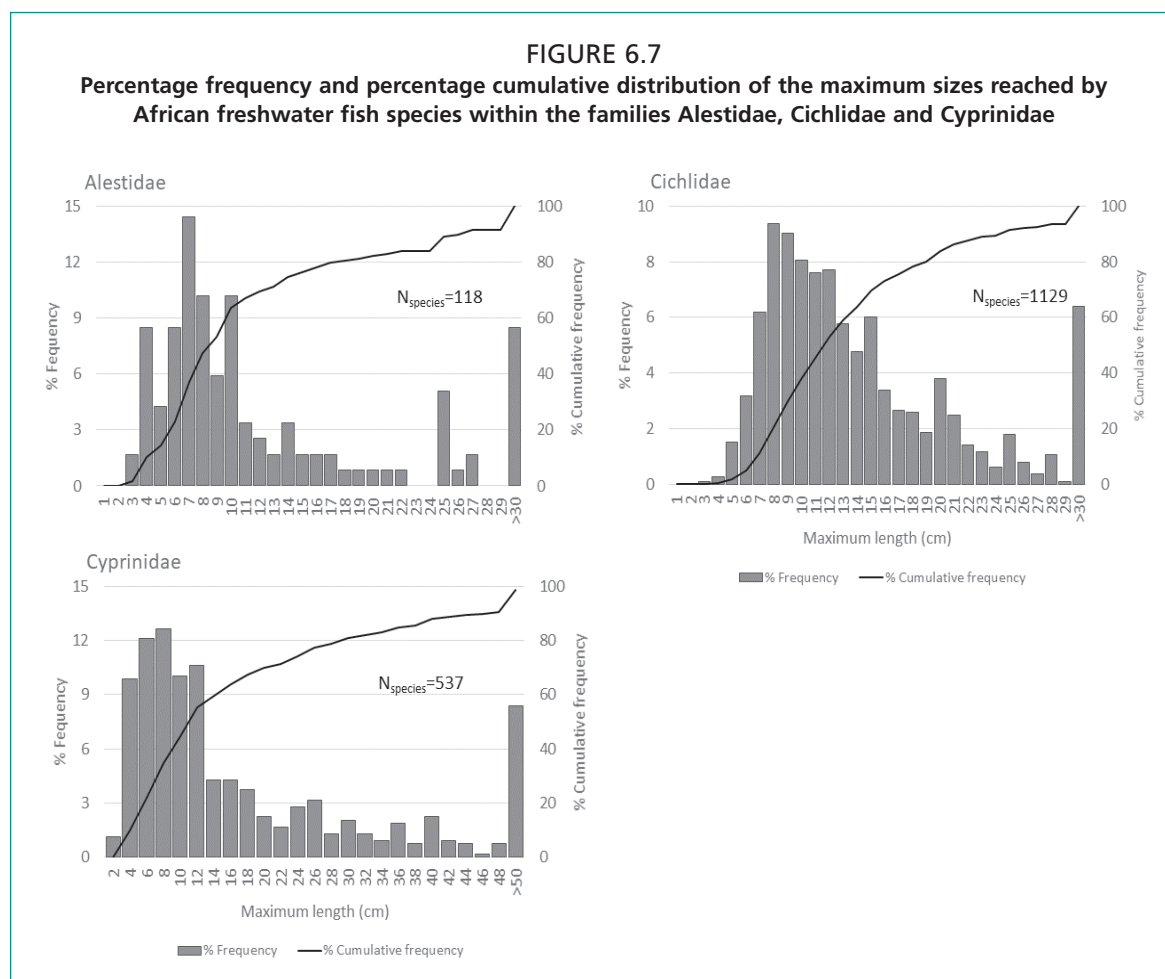 FIGURE 6.7
Percentage frequency and percentage cumulative distribution of the maximum sizes reached by
African freshwater fish species within the families Alestidae, Cichlidae and Cyprinidae
Alestidae
% Fequency
15
12
9
6
3
0
100
80
60
40
20
0
% Cumulative frequency
Nspecies=118
1 2 3 4 5 6 7 8 9 10 11 12 13 14 15 16 17 18 19 20 21 22 23 24 25 26 27 28 29 >30
Cichlidae
% Fequency
10
8
6
4
2
0
100
80
60
40
20
0
% Cumulative frequency
Nspecies=1129
1 2 3 4 5 6 7 8 9 10 11 12 13 14 15 16 17 18 19 20 21 22 23 24 25 26 27 28 29 >30
Maximum length (cm)
% Frequency % Cumulative frequency
Cyprinidae
% Fequency
15
12
9
6
3
0
100
80
60
40
20
0
% Cumulative frequency
Nspecies=537
2 4 6 8 10 12 14 16 18 20 22 24 26 28 30 32 34 36 38 40 42 44 46 48 >50
Maximum length (cm)
% Frequency % Cumulative frequency